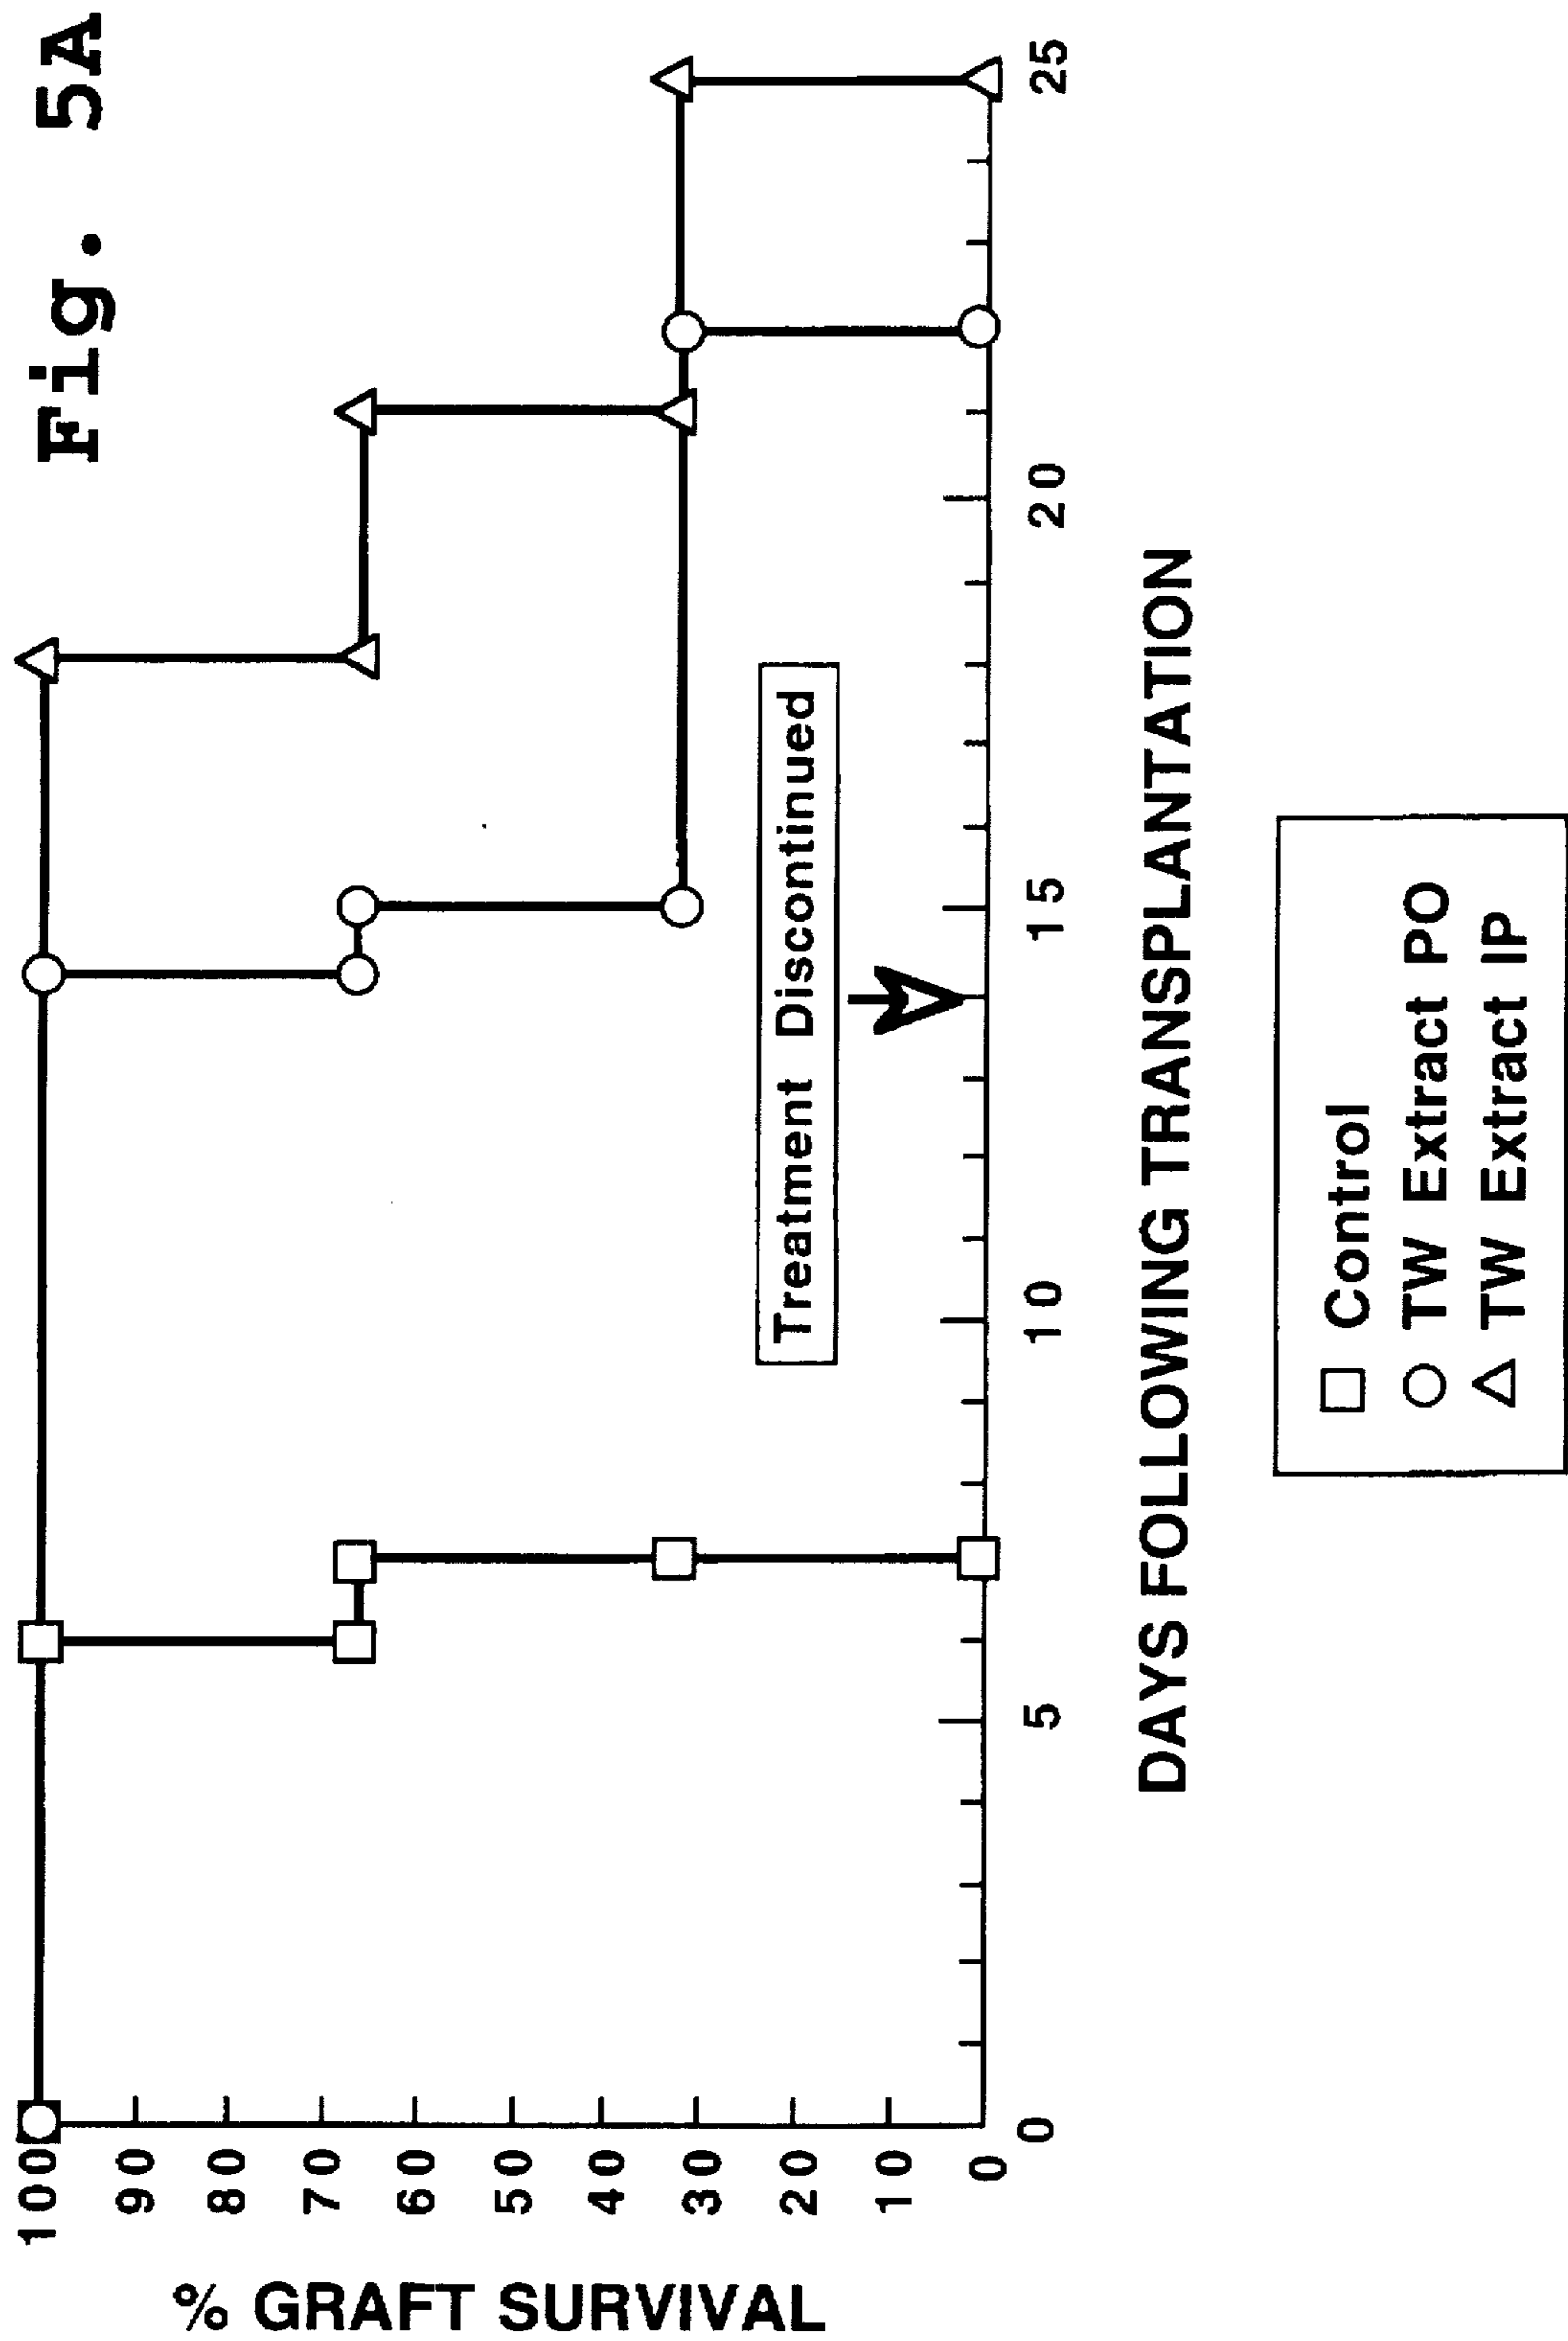 Fig. 5A
% GRAFT SURVIVAL
100
90
80
70
60
50
40
30
20
10
0
Treatment Discontinued
0
5
10
15
20
25
DAYS FOLLOWING TRANSPLANTATION
Control
TW Extract PO
TW Extract IP